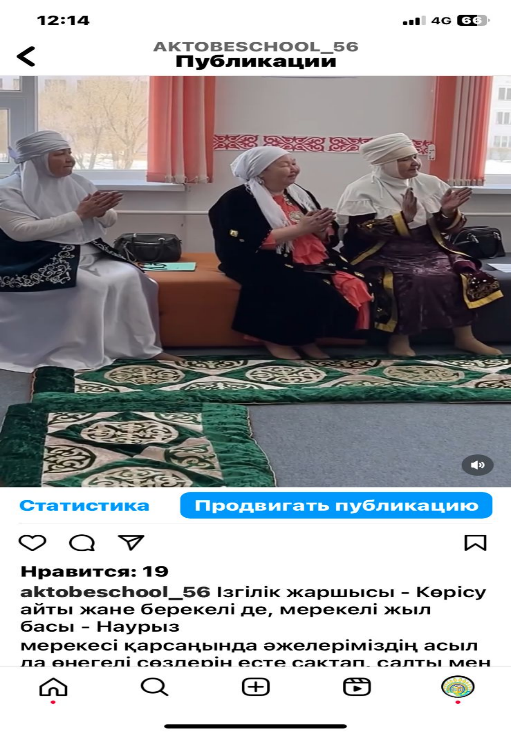 12:14
4G 66
AKTOBESCHOOL_56
Публикации
Статистика
Продвигать публикацию
Нравится: 19
aktobeschool_56 Ізгілік жаршысы - Көрісу
айты жане берекелі де, мерекелі жыл
басы - Наурыз
мерекесі қарсаңында әжелеріміздің асыл
да өнегелі сөздерін есте сақтап, салты мен